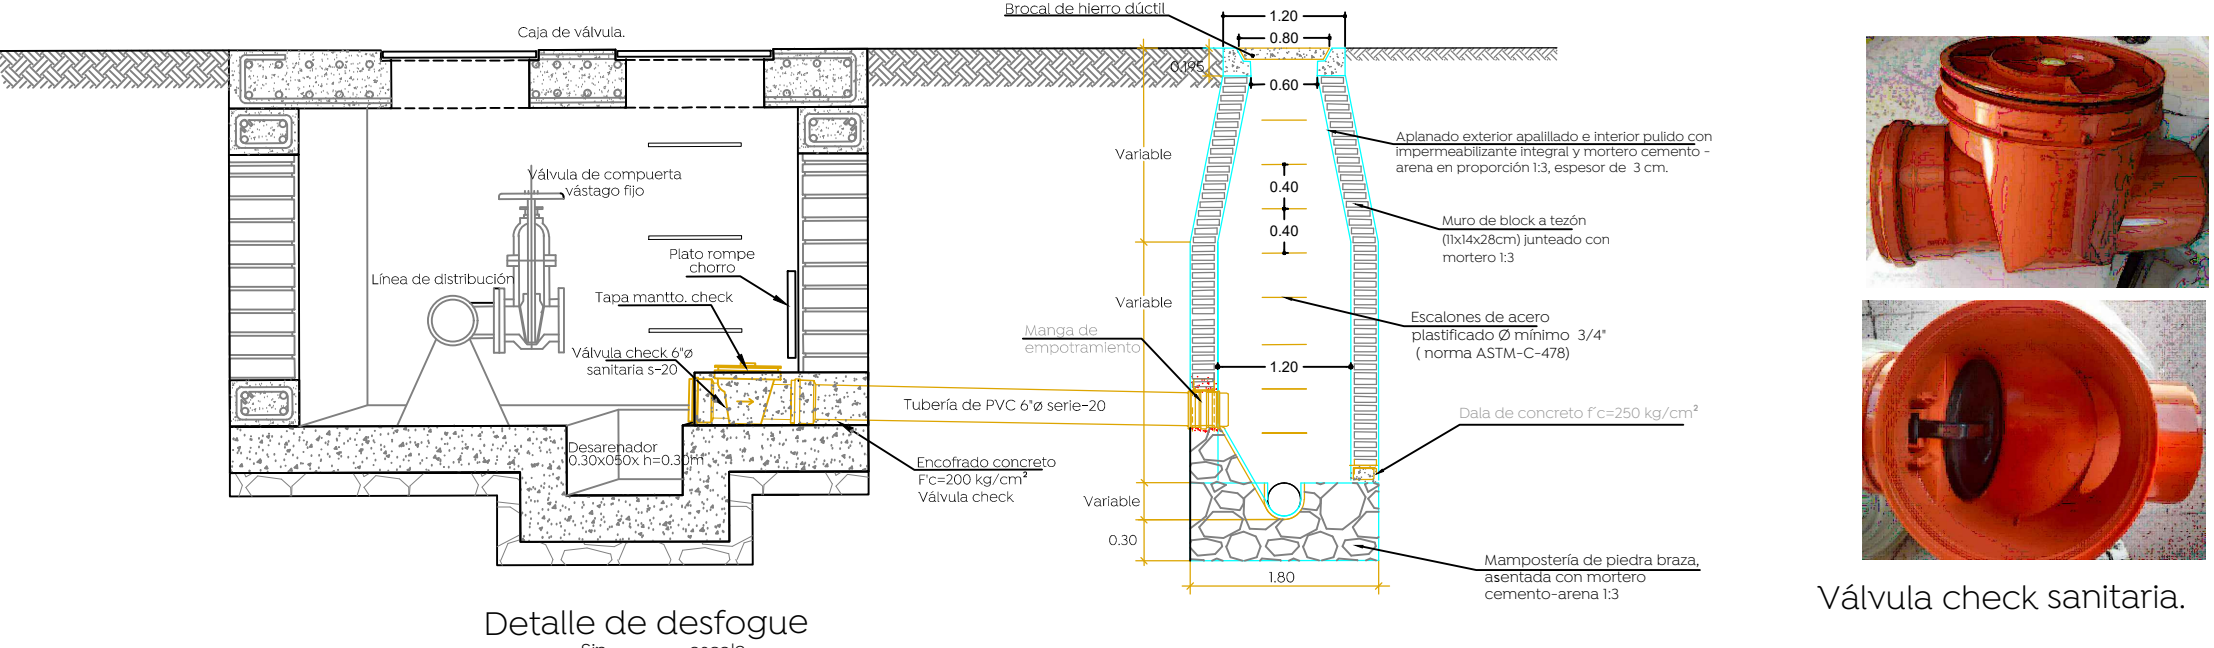 Caja de válvula.
Brocal de hierro dúctil
1.20
0.80
0.195
0.60
Variable
Aplanado exterior apalillado e interior pulido con
impermeabilizante integral y mortero cemento -
arena en proporción 1:3, espesor de 3 cm.
Válvula de compuerta
vástago fijo
0.40
0.40
Muro de block a tezón
(11x14x28cm) junteado con
mortero 1:3
Plato rompe
chorro
Línea de distribución
Tapa mantto. check
Variable
Escalones de acero
plastificado Ø mínimo 3/4"
( norma ASTM-C-478)
Manga de
empotramiento
Válvula check 6"ø
sanitaria s-20
1.20
Tubería de PVC 6"ø serie-20
Dala de concreto f´c=250 kg/cm²
Desarenador
0.30x050x h=0.30m
Encofrado concreto
F'c=200 kg/cm²
Válvula check
Variable
0.30
1.80
Mampostería de piedra braza,
asentada con mortero
cemento-arena 1:3
Válvula check sanitaria.
Detalle de desfogue
Sin escala